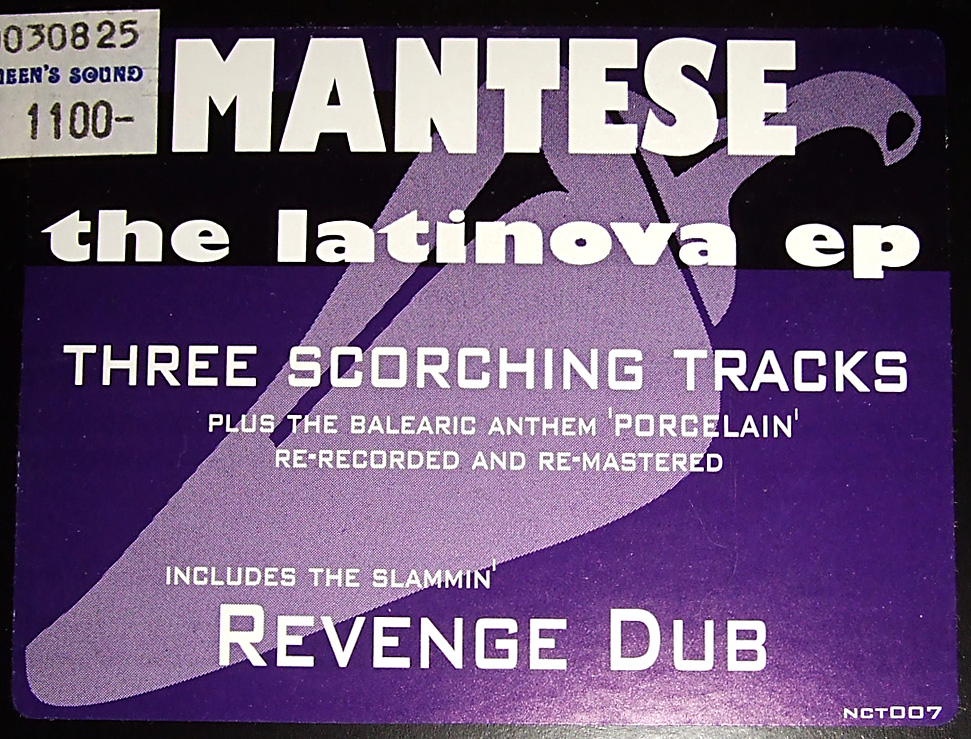 030825
EEN'S SOUND
1100-
MANTESE
the latinova ep
THREE SCORCHING TRACKS
PLUS THE BALEARIC ANTHEM 'PORCELAIN'
RE-RECORDED AND RE-MASTERED
INCLUDES THE SLAMMIN'
REVENGE DUB
NCT007